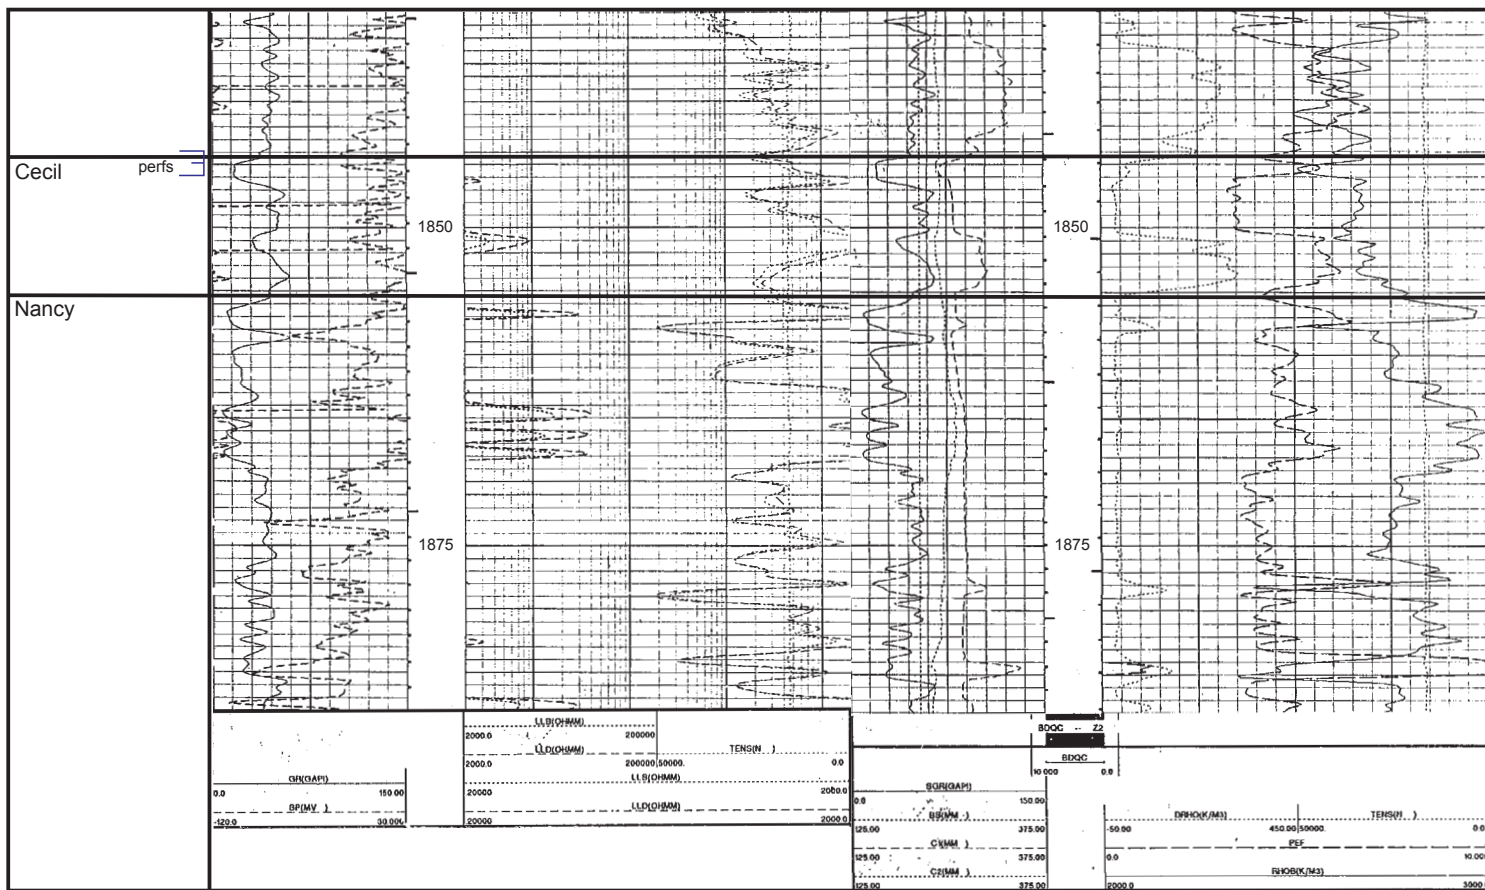 Cecil perfs
Nancy
1850 1850
1875 1875
LLS(OHMM)
2000.0 200000
LLD(OHMM) TENS(N )
2000.0 200000 50000. 0.0
LLS(OHMM)
20000 2000.0
LLD(OHMM)
20000 2000.0
GR(GAPI)
0.0 150.00
SP(MV )
-120.0 30.000
BDQC -- Z2
BDQC
10.000 0.0
SGR(GAPI)
0.0 150.00
BS(MM )
125.00 375.00
C1(MM )
125.00 375.00
C2(MM )
125.00 375.00
DRHO(K/M3) TENS(N )
-50.00 450.00 50000. 0.0
PEF
0.0 10.000
RHOB(K/M3)
2000.0 3000.